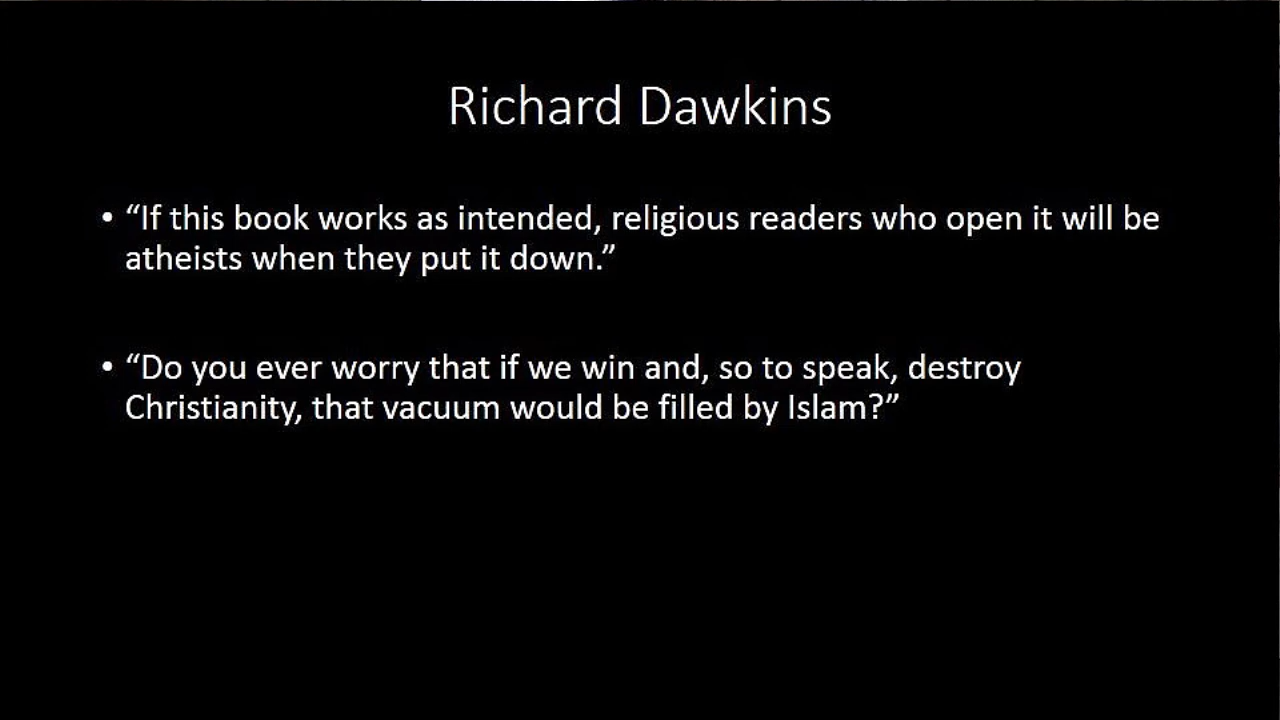 Richard Dawkins
• “If this book works as intended, religious readers who open it will be
atheists when they put it down.”
• “Do you ever worry that if we win and, so to speak, destroy
Christianity, that vacuum would be filled by Islam?”